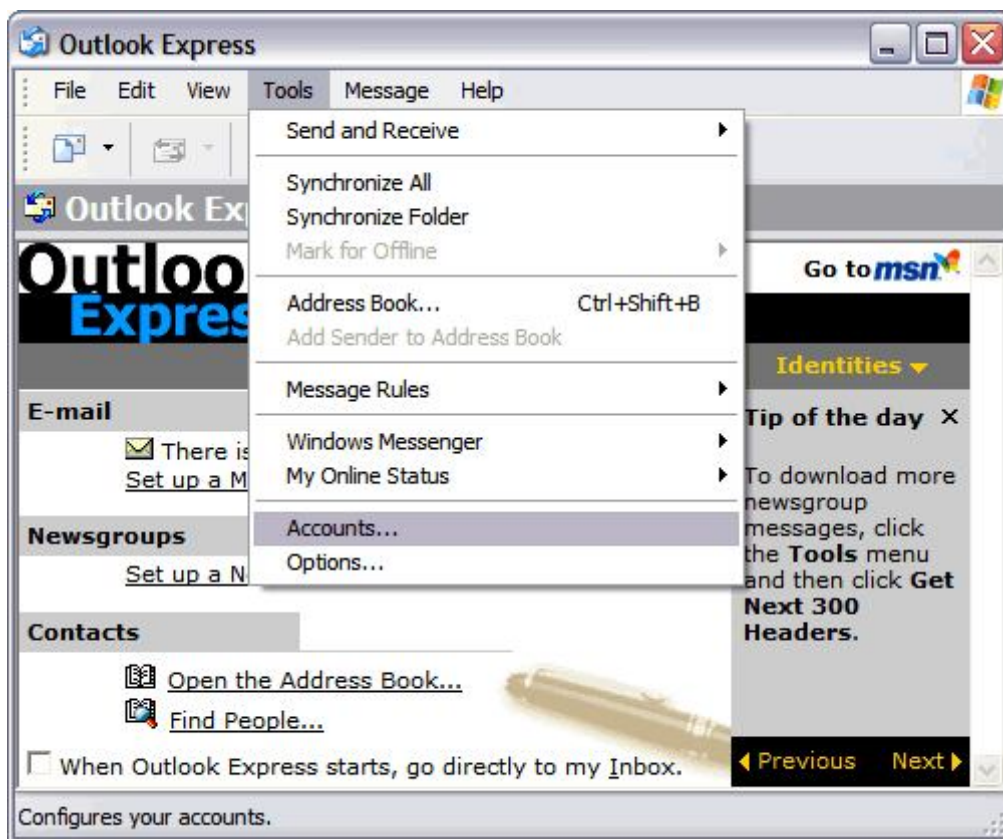 Outlook Express
File Edit View Tools Message Help
Send and Receive
Synchronize All
Synchronize Folder
Mark for Offline
Address Book... Ctrl+Shift+B
Add Sender to Address Book
Message Rules
Windows Messenger
My Online Status
Accounts...
Options...
Outlook Ex
Outloo
Expres
Go to msn
Identities
E-mail
There is
Set up a M
Newsgroups
Set up a N
Contacts
Open the Address Book...
Find People...
When Outlook Express starts, go directly to my Inbox.
Tip of the day
To download more
newsgroup
messages, click
the Tools menu
and then click Get
Next 300
Headers.
Previous Next
Configures your accounts.